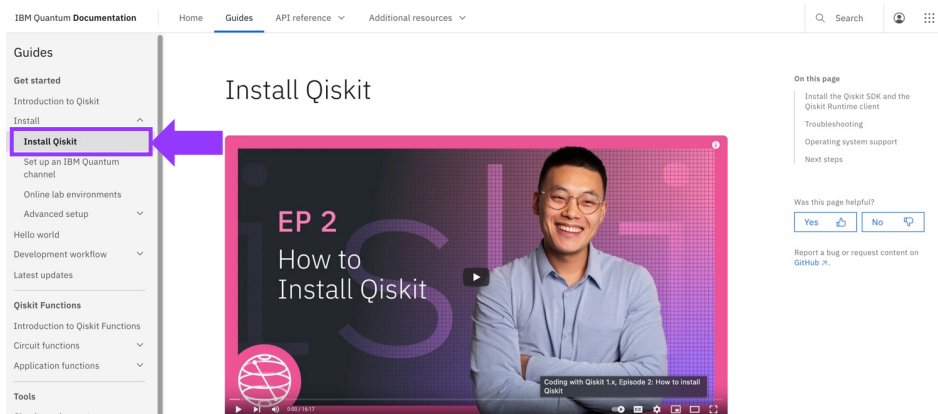 IBM Quantum Documentation
Home
Guides
API reference
Additional resources
Search
Guides
Get started
Introduction to Qiskit
Install
Install Qiskit
Set up an IBM Quantum
channel
Online lab environments
Advanced setup
Hello world
Development workflow
Latest updates
Qiskit Functions
Introduction to Qiskit Functions
Circuit functions
Application functions
Tools
Install Qiskit
EP 2
How to
Install Qiskit
Coding with Qiskit 1.x, Episode 2: How to install
Qiskit
0:00 / 16:17
On this page
Install the Qiskit SDK and the
Qiskit Runtime client
Troubleshooting
Operating system support
Next steps
Was this page helpful?
Yes
No
Report a bug or request content on
GitHub ↗.